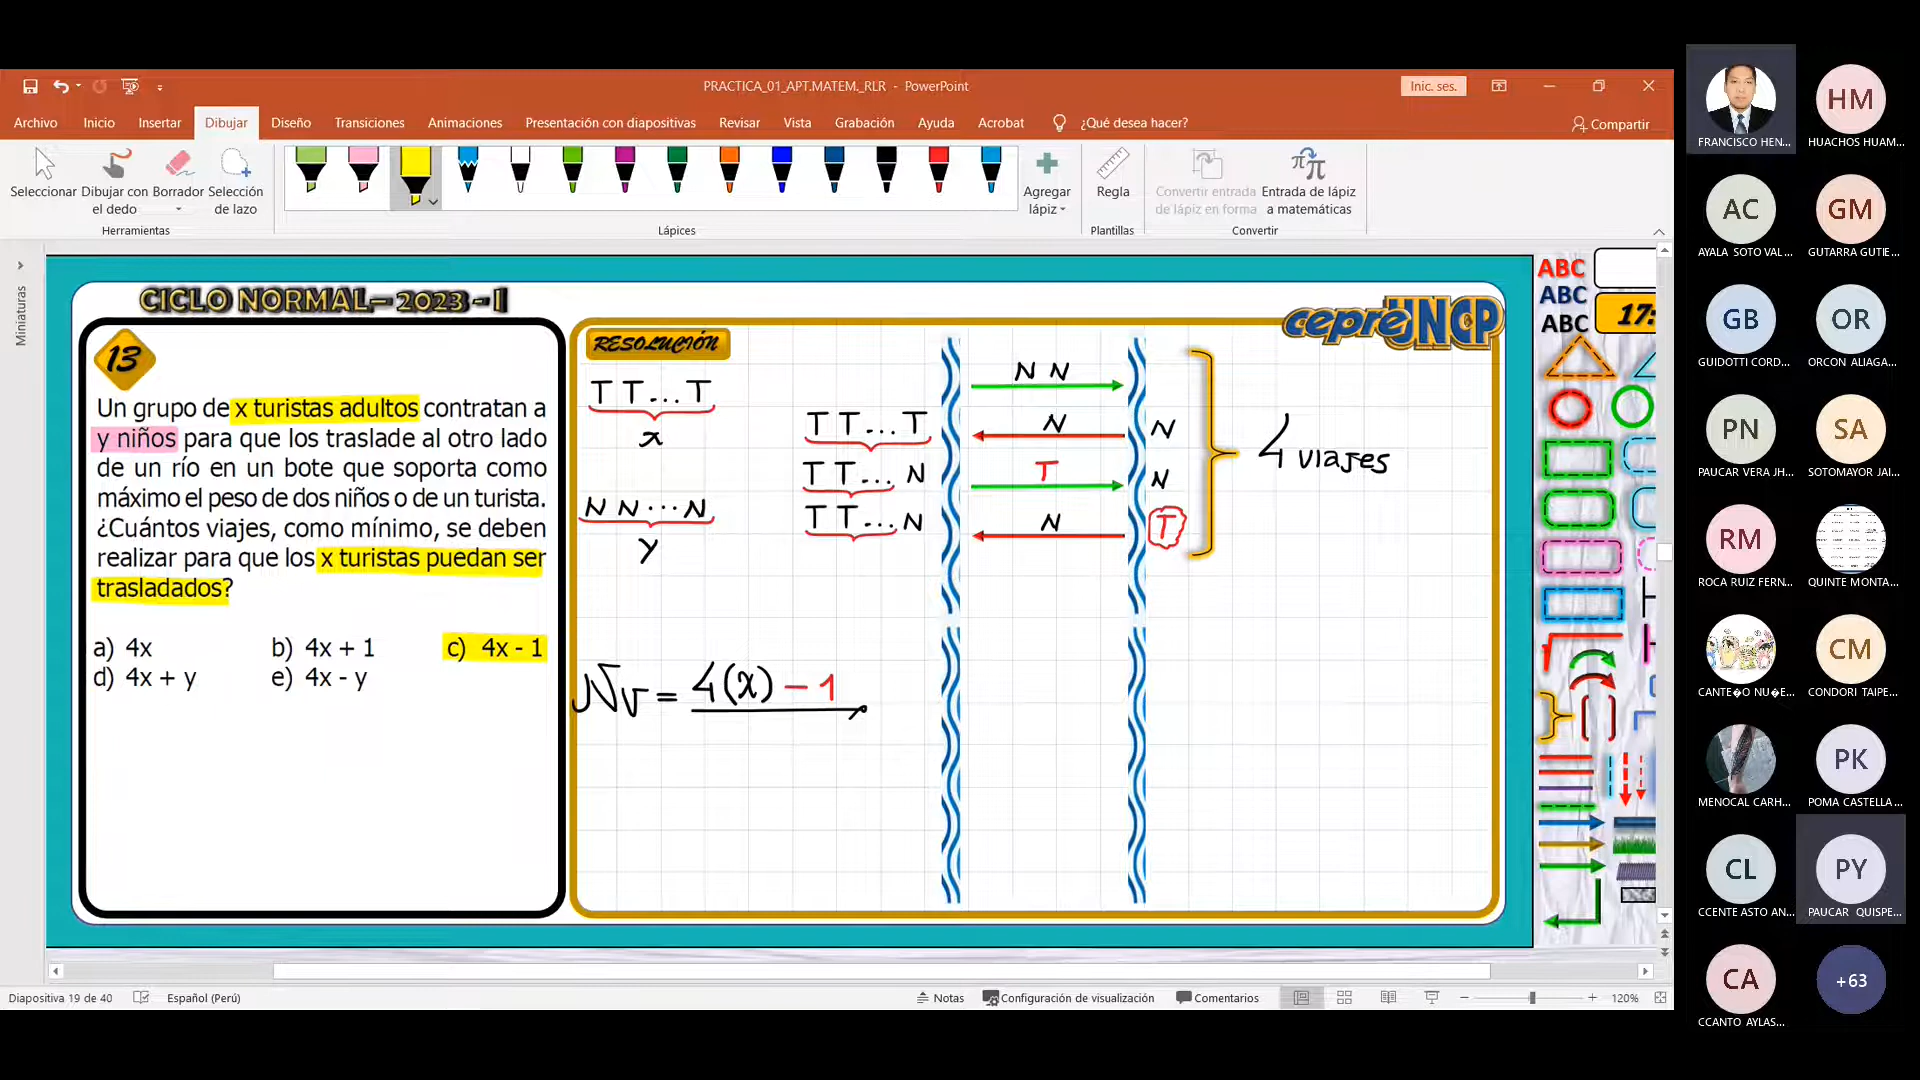 PRACTICA_01_APT.MATEM._RLR - PowerPoint
Inic. ses.
Archivo Inicio Insertar Dibujar Diseño Transiciones Animaciones Presentación con diapositivas Revisar Vista Grabación Ayuda Acrobat ¿Qué desea hacer? Compartir
Seleccionar
Dibujar con el dedo
Borrador
Selección de lazo
Herramientas
Lápices
Agregar lápiz
Regla
Plantillas
Convertir entrada de lápiz en forma
Entrada de lápiz a matemáticas
Convertir
Miniaturas
CICLO NORMAL- 2023 - I
cepre UNCP
13
Un grupo de x turistas adultos contratan a
y niños para que los traslade al otro lado
de un río en un bote que soporta como
máximo el peso de dos niños o de un turista.
¿Cuántos viajes, como mínimo, se deben
realizar para que los x turistas puedan ser
trasladados?
a) 4x b) 4x + 1 c) 4x - 1
d) 4x + y e) 4x - y
RESOLUCIÓN
T T ... T
x
N N ... N
y
N N
T T ... T N N
T T ... N T N
T T ... N N T
4 viajes
Nv = 4(x) - 1
ABC
ABC
ABC
17:
Diapositiva 19 de 40 Español (Perú) Notas Configuración de visualización Comentarios 120%
FRANCISCO HEN...
HM
HUACHOS HUAM...
AC
AYALA SOTO VAL...
GM
GUTARRA GUTIE...
GB
GUIDOTTI CORD...
OR
ORCON ALIAGA...
PN
PAUCAR VERA JH...
SA
SOTOMAYOR JAI...
RM
ROCA RUIZ FERN...
QUINTE MONTA...
CANTE�O NU�E...
CM
CONDORI TAIPE...
MENOCAL CARH...
PK
POMA CASTELLA...
CL
CCENTE ASTO AN...
PY
PAUCAR QUISPE...
CA
CCANTO AYLAS...
+63